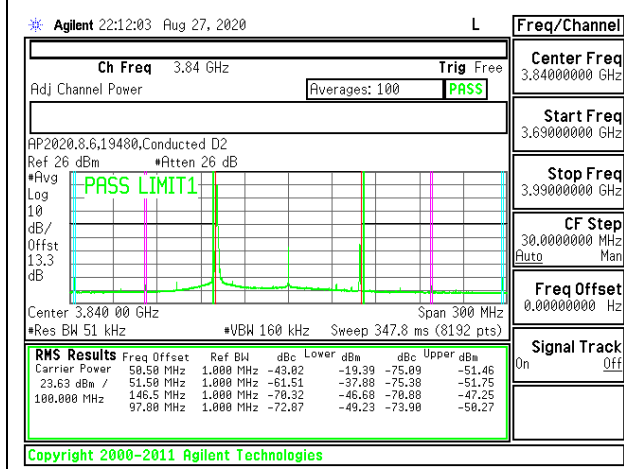 Agilent 22:12:03 Aug 27, 2020 L
Freq/Channel
Ch Freq 3.84 GHz Trig Free
Adj Channel Power Averages: 100 PASS
AP2020.8.6,19480,Conducted D2
Ref 26 dBm #Atten 26 dB
#Avg
Log
10
dB/
Offst
13.3
dB
PASS LIMIT1
Center 3.840 00 GHz Span 300 MHz
#Res BW 51 kHz #VBW 160 kHz Sweep 347.8 ms (8192 pts)
RMS Results Freq Offset Ref BW dBc Lower dBm dBc Upper dBm
Carrier Power 50.50 MHz 1.000 MHz -43.02 -19.39 -75.09 -51.46
23.63 dBm / 51.50 MHz 1.000 MHz -61.51 -37.88 -75.38 -51.75
100.000 MHz 146.5 MHz 1.000 MHz -70.32 -46.68 -70.88 -47.25
97.80 MHz 1.000 MHz -72.87 -49.23 -73.90 -50.27
Copyright 2000-2011 Agilent Technologies
Center Freq
3.84000000 GHz
Start Freq
3.69000000 GHz
Stop Freq
3.99000000 GHz
CF Step
30.0000000 MHz
Auto Man
Freq Offset
0.00000000 Hz
Signal Track
On Off